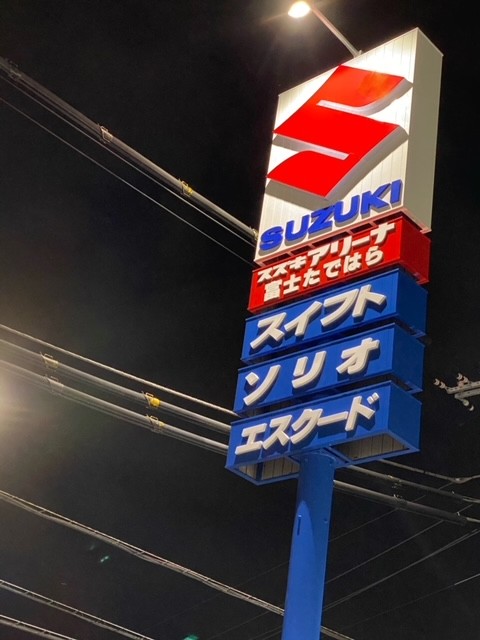 SUZUKI
スズキアリーナ
富士たではら
スイフト
ソリオ
エスクード